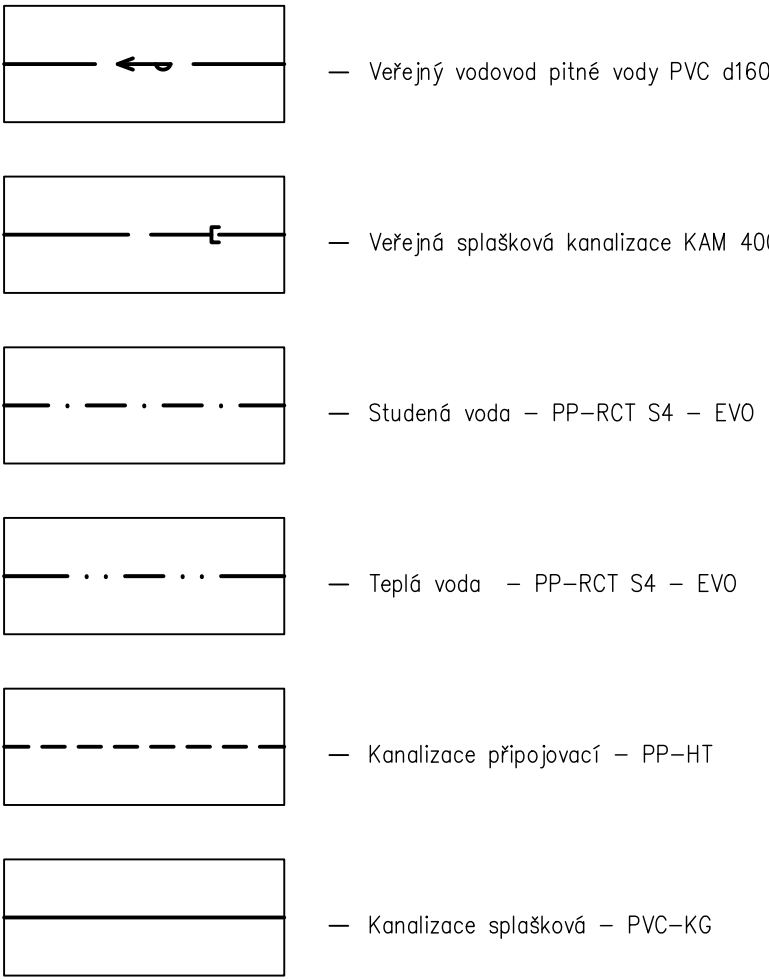 – Veřejný vodovod pitné vody PVC d160
– Veřejná splašková kanalizace KAM 400
– Studená voda – PP-RCT S4 – EVO
– Teplá voda – PP-RCT S4 – EVO
– Kanalizace připojovací – PP-HT
– Kanalizace splašková – PVC-KG